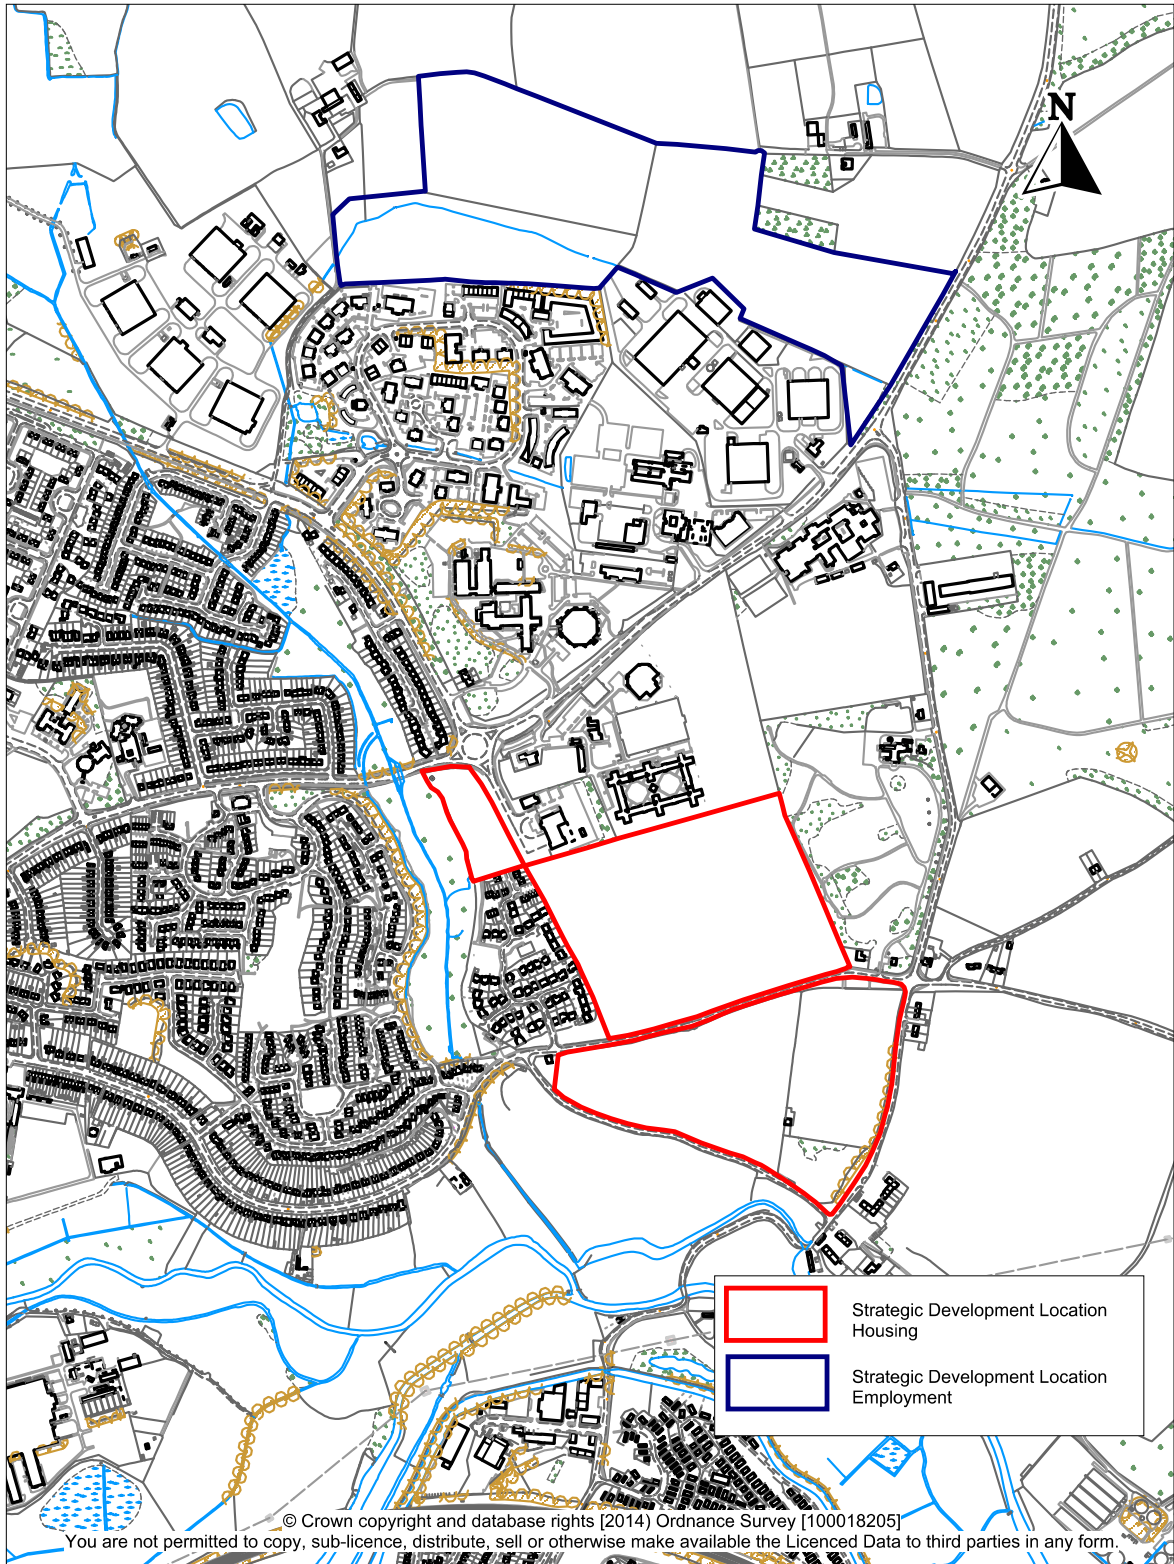 N
Strategic Development Location
Housing
Strategic Development Location
Employment
© Crown copyright and database rights [2014) Ordnance Survey [100018205]
You are not permitted to copy, sub-licence, distribute, sell or otherwise make available the Licenced Data to third parties in any form.